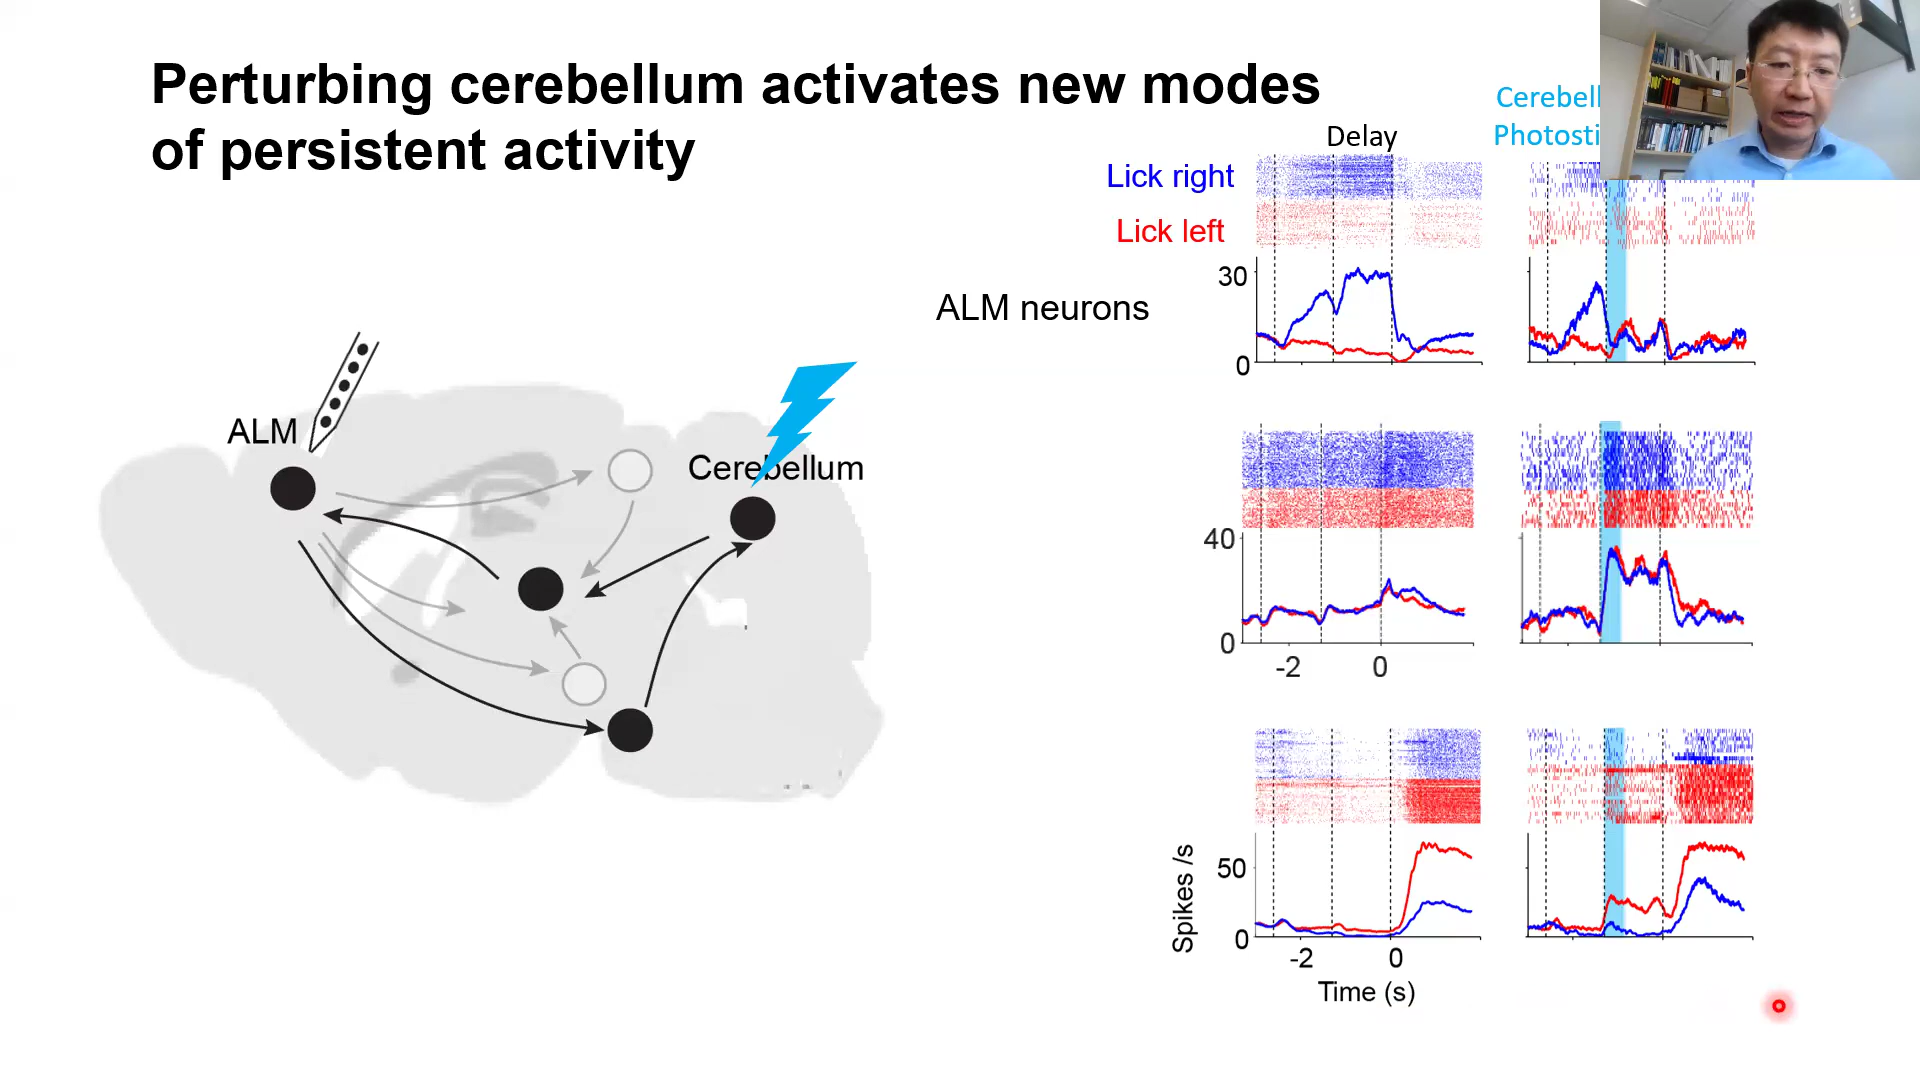 Perturbing cerebellum activates new modes
of persistent activity
Delay
Lick right
Lick left
30
0
ALM neurons
ALM
Cerebellum
40
0
-2
0
Spikes /s
50
0
-2
0
Time (s)